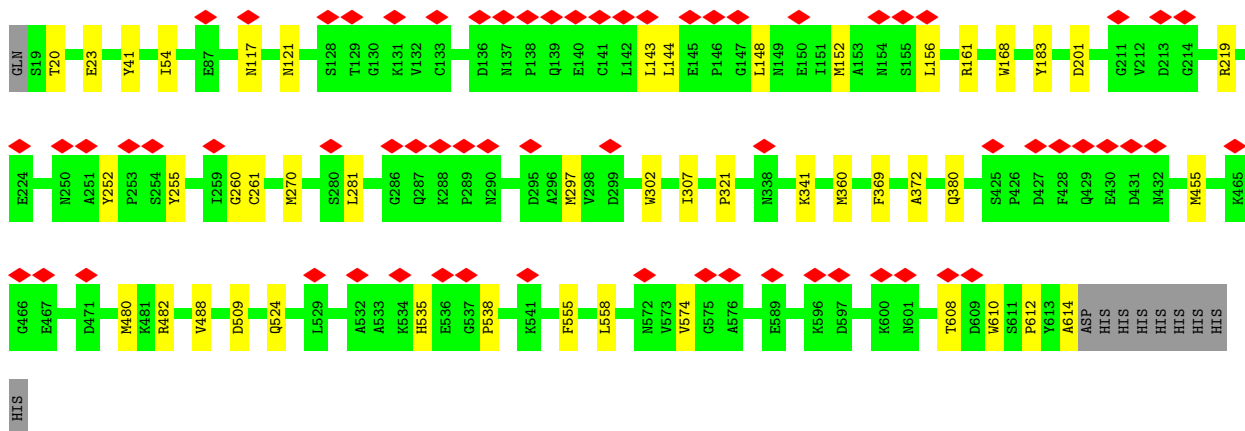 GLN S19 T20 E23 Y41 I54 E87 N117 N121 S128 T129 G130 K131 V132 C133 D136 N137 P138 Q139 E140 C141 L142 L143 L144 E145 P146 G147 L148 N149 E150 I151 M152 A153 N154 S155 L156 R161 W168 Y183 D201 G211 V212 D213 G214 R219
E224 N250 A251 Y252 P253 S254 Y255 I259 G260 C261 M270 S280 L281 G286 Q287 K288 P289 N290 D295 A296 M297 V298 D299 W302 I307 P321 N338 K341 M360 F369 A372 Q380 S425 P426 D427 F428 Q429 E430 D431 N432 M455 K465
G466 E467 D471 M480 K481 R482 V488 D509 Q524 L529 A532 A533 K534 H535 E536 G537 P538 K541 F555 L558 N572 V573 V574 G575 A576 E589 K596 D597 K600 N601 T608 D609 W610 S611 P612 Y613 A614 ASP HIS HIS HIS HIS HIS HIS HIS
HIS